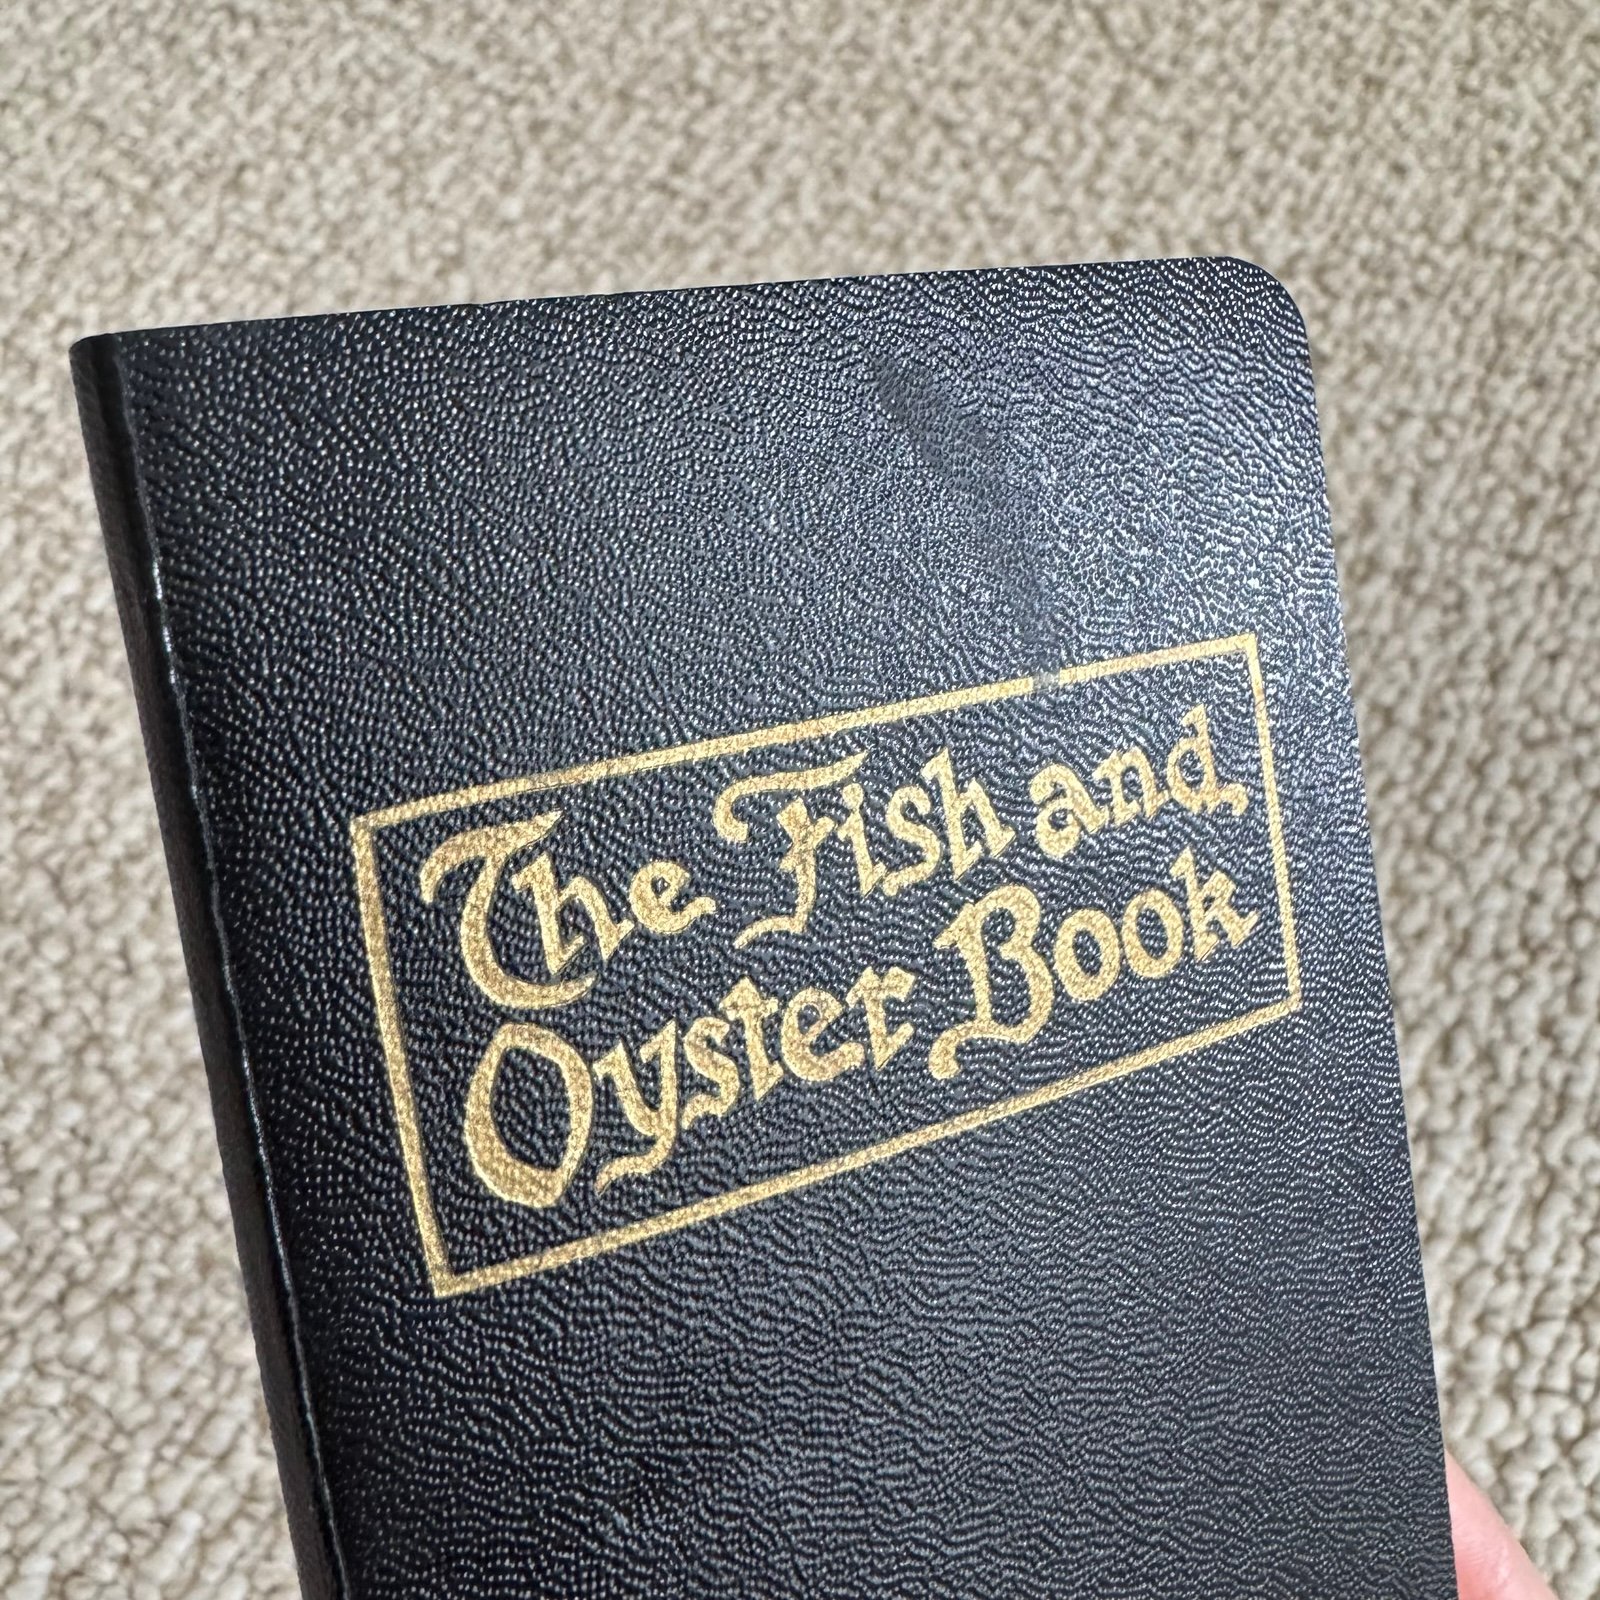 The Fish and
Oyster Book